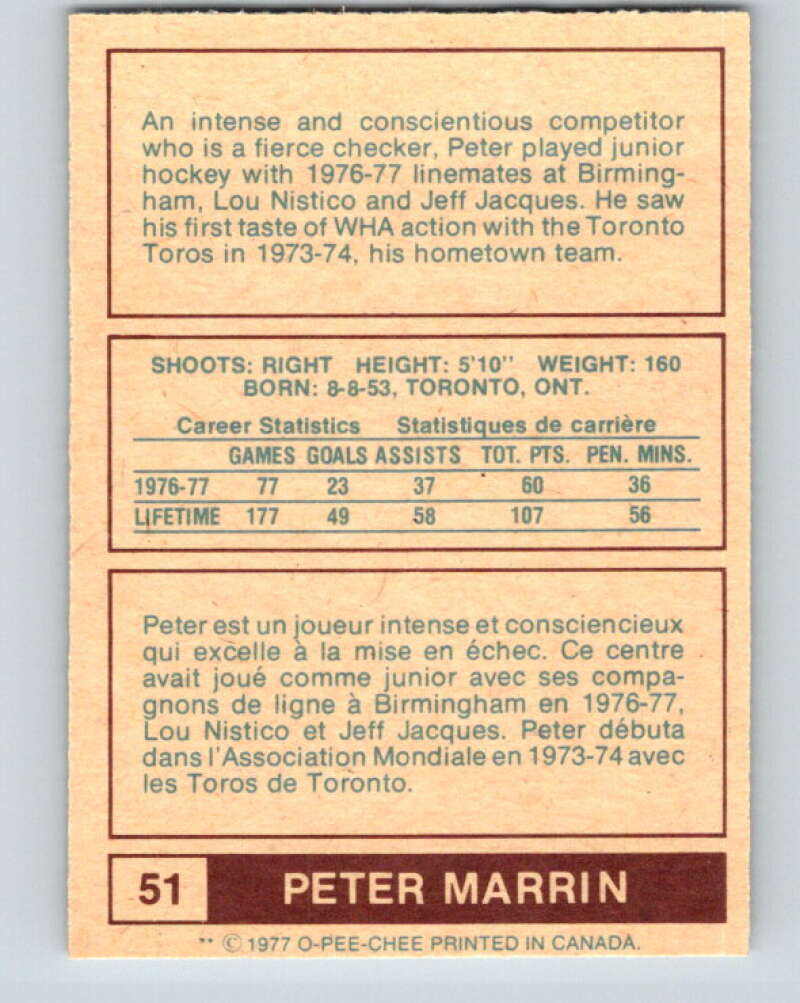 An intense and conscientious competitor
who is a fierce checker, Peter played junior
hockey with 1976-77 linemates at Birming-
ham, Lou Nistico and Jeff Jacques. He saw
his first taste of WHA action with the Toronto
Toros in 1973-74, his hometown team.
SHOOTS: RIGHT HEIGHT: 5'10" WEIGHT: 160
BORN: 8-8-53, TORONTO, ONT.
Career Statistics Statistiques de carrière
GAMES GOALS ASSISTS TOT. PTS. PEN. MINS.
1976-77 77 23 37 60 36
LIFETIME 177 49 58 107 56
Peter est un joueur intense et consciencieux
qui excelle à la mise en échec. Ce centre
avait joué comme junior avec ses compa-
gnons de ligne à Birmingham en 1976-77,
Lou Nistico et Jeff Jacques. Peter débuta
dans l'Association Mondiale en 1973-74 avec
les Toros de Toronto.
51 PETER MARRIN
** © 1977 O-PEE-CHEE PRINTED IN CANADA.